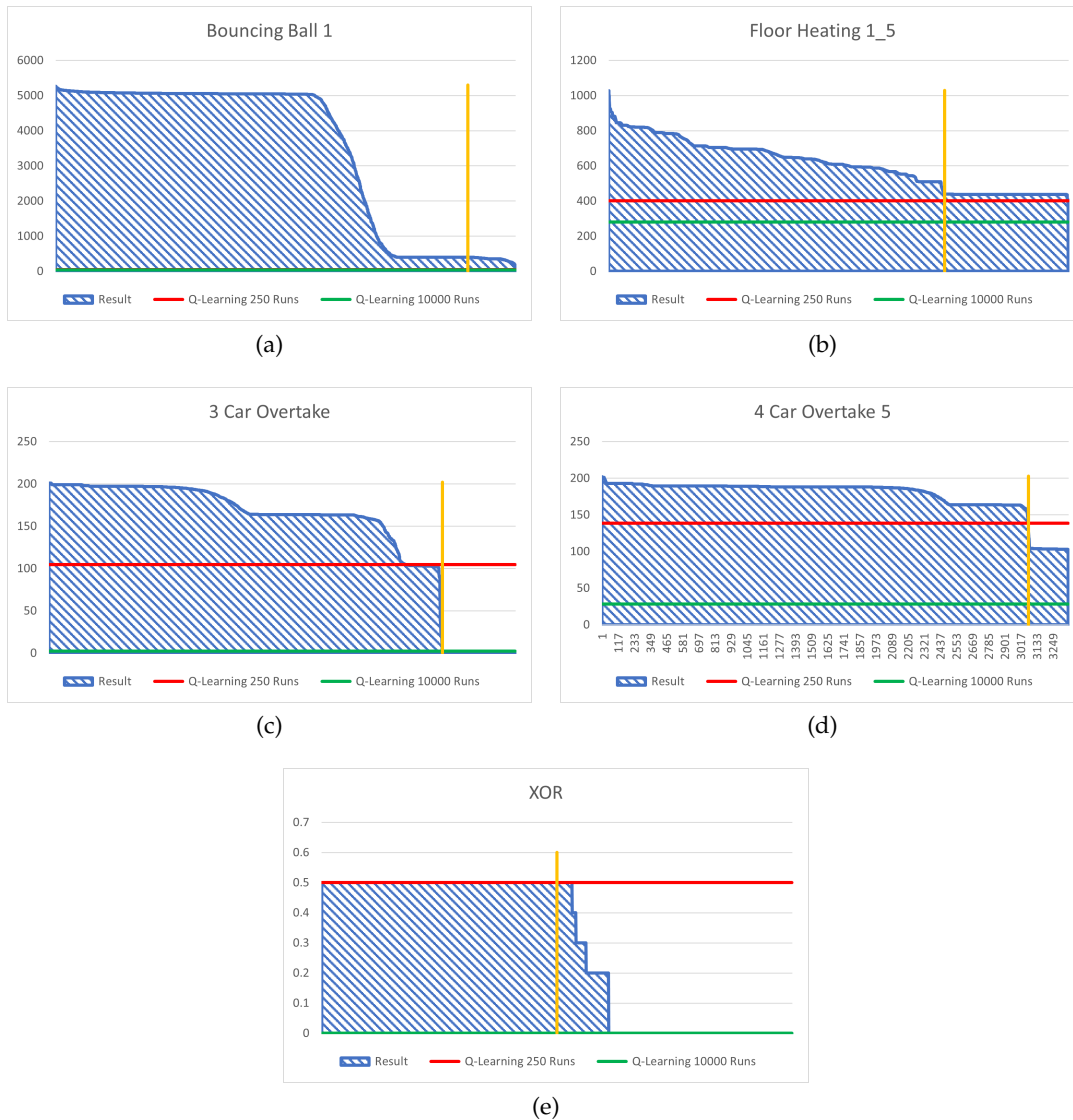 Bouncing Ball 1
6000
5000
4000
3000
2000
1000
0
Result Q-Learning 250 Runs Q-Learning 10000 Runs
(a)
Floor Heating 1_5
1200
1000
800
600
400
200
0
Result Q-Learning 250 Runs Q-Learning 10000 Runs
(b)
3 Car Overtake
250
200
150
100
50
0
Result Q-Learning 250 Runs Q-Learning 10000 Runs
(c)
4 Car Overtake 5
250
200
150
100
50
0
1 117 233 349 465 581 697 813 929 1045 1161 1277 1393 1509 1625 1741 1857 1973 2089 2205 2321 2437 2553 2669 2785 2901 3017 3133 3249
Result Q-Learning 250 Runs Q-Learning 10000 Runs
(d)
XOR
0.7
0.6
0.5
0.4
0.3
0.2
0.1
0
Result Q-Learning 250 Runs Q-Learning 10000 Runs
(e)